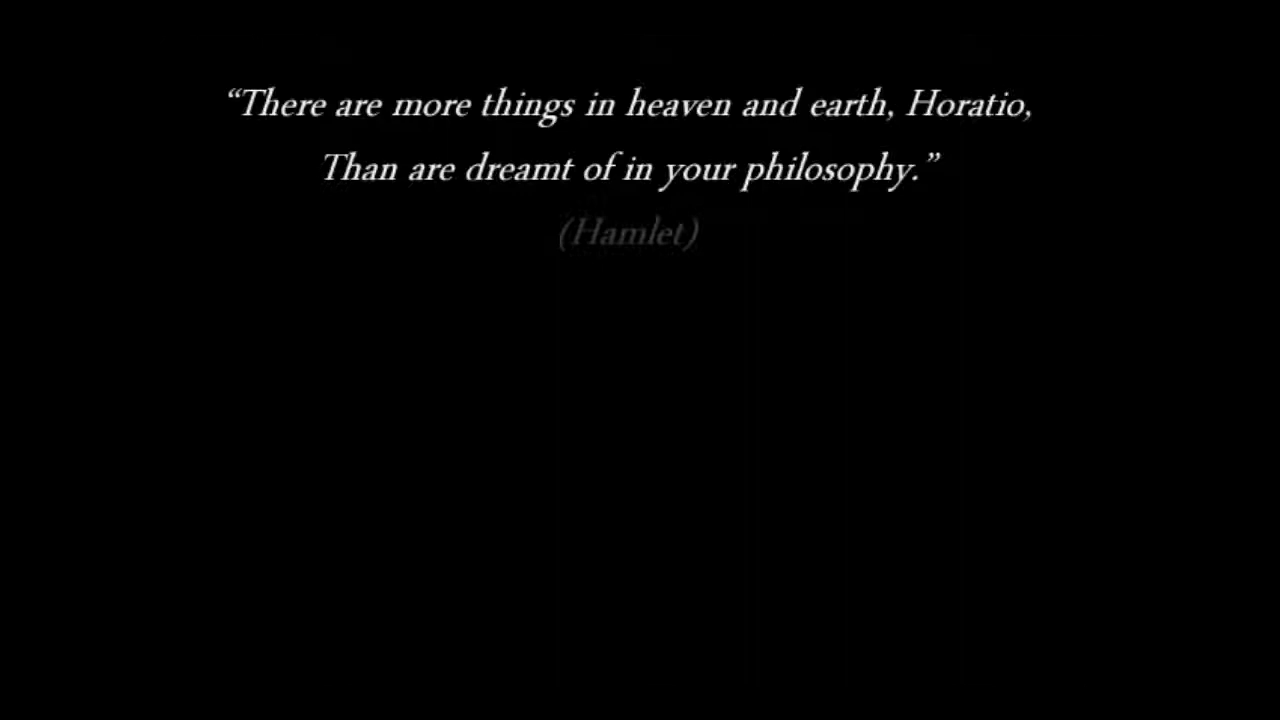 “There are more things in heaven and earth, Horatio,
Than are dreamt of in your philosophy.”
(Hamlet)